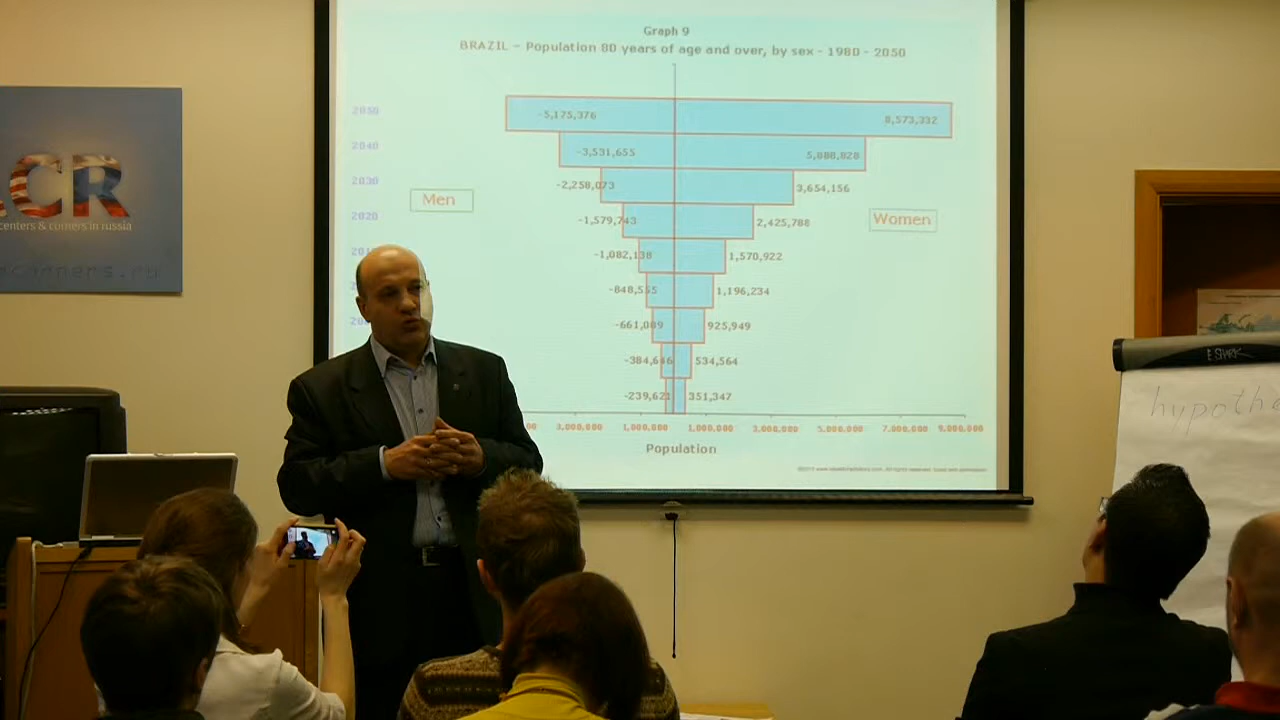 Graph 9
BRAZIL – Population 80 years of age and over, by sex - 1980 - 2050
2050 -5,175,376 8,573,332
2040 -3,531,655 5,888,828
2030 -2,258,073 3,654,156
Men
2020 -1,579,743 2,425,788
Women
-1,082,138 1,570,922
1,196,234
-661,089 925,949
534,564
351,347
3,000,000 1,000,000 1,000,000 3,000,000 5,000,000 7,000,000 9,000,000
Population
CR
centers & corners in russia